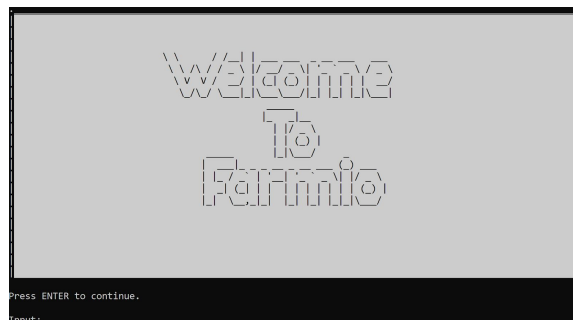 Welcome
To
Farmio
Press ENTER to continue.
Input: